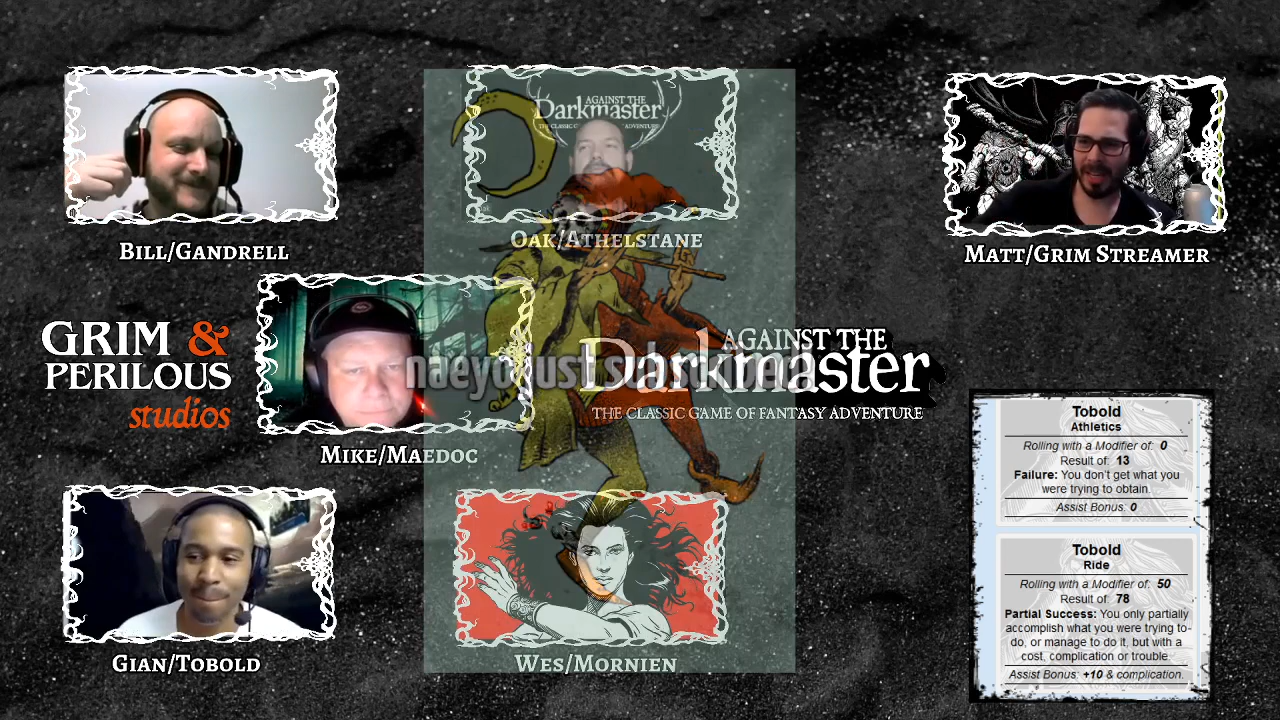 AGAINST THE
Darkmaster
Bill/Gandrell
Oak/Athelstane
Matt/Grim Streamer
GRIM &
PERILOUS
studios
AGAINST THE
Darkmaster
THE CLASSIC GAME OF FANTASY ADVENTURE
Mike/Maedoc
Gian/Tobold
Wes/Mornien
Tobold
Athletics
Rolling with a Modifier of: 0
Result of: 13
Failure: You don't get what you
were trying to obtain.
Assist Bonus: 0
Tobold
Ride
Rolling with a Modifier of: 50
Result of: 78
Partial Success: You only partially
accomplish what you were trying to-
do, or manage to do it, but with a
cost, complication or trouble.
Assist Bonus: +10 & complication.